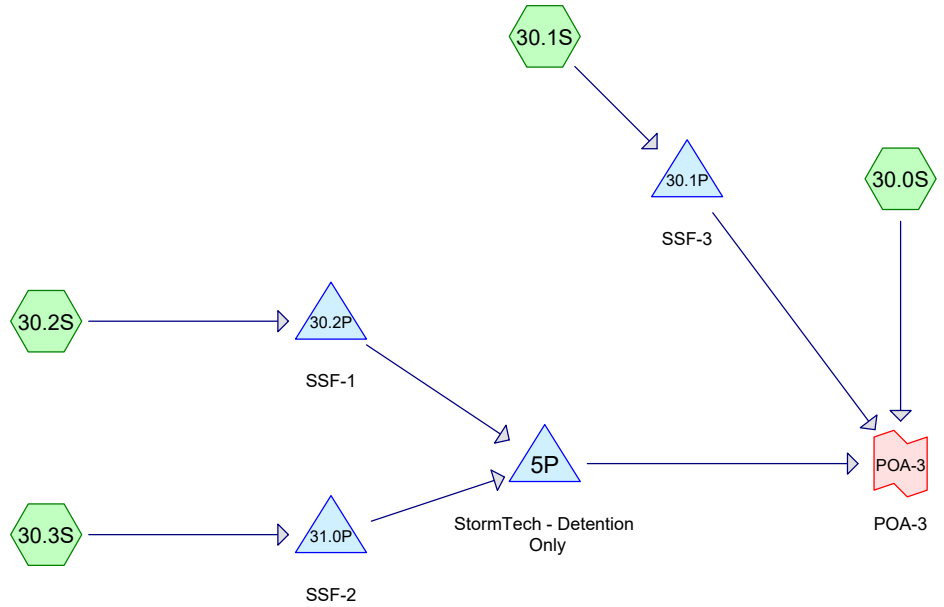 30.1S
30.1P
SSF-3
30.0S
30.2S
30.2P
SSF-1
5P
StormTech - Detention
Only
POA-3
POA-3
30.3S
31.0P
SSF-2